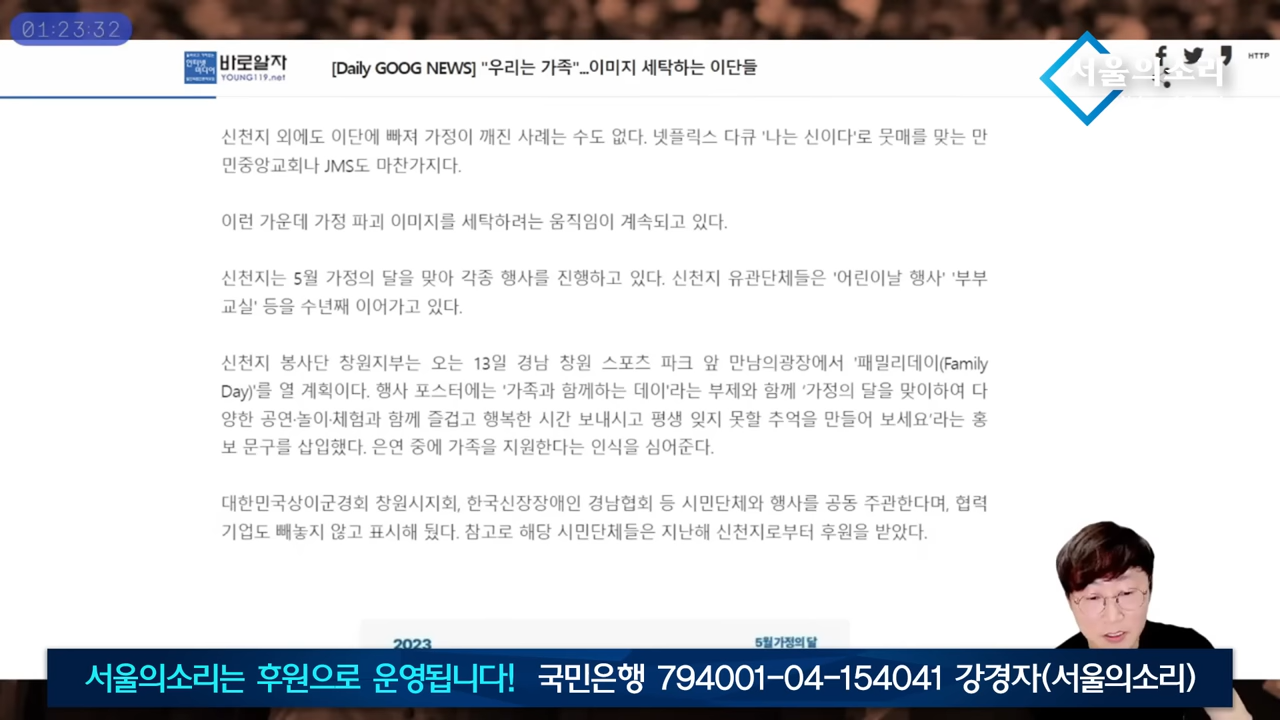 01:23:32
바로알자
YOUNG119.net
[Daily GOOG NEWS] "우리는 가족"...이미지 세탁하는 이단들
HTTP
서울의소리
신천지 외에도 이단에 빠져 가정이 깨진 사례는 수도 없다. 넷플릭스 다큐 '나는 신이다'로 뭇매를 맞는 만
민중앙교회나 JMS도 마찬가지다.
이런 가운데 가정 파괴 이미지를 세탁하려는 움직임이 계속되고 있다.
신천지는 5월 가정의 달을 맞아 각종 행사를 진행하고 있다. 신천지 유관단체들은 '어린이날 행사' '부부
교실' 등을 수년째 이어가고 있다.
신천지 봉사단 창원지부는 오는 13일 경남 창원 스포츠 파크 앞 만남의광장에서 '패밀리데이(Family
Day)'를 열 계획이다. 행사 포스터에는 '가족과 함께하는 데이'라는 부제와 함께 '가정의 달을 맞이하여 다
양한 공연·놀이·체험과 함께 즐겁고 행복한 시간 보내시고 평생 잊지 못할 추억을 만들어 보세요'라는 홍
보 문구를 삽입했다. 은연 중에 가족을 지원한다는 인식을 심어준다.
대한민국상이군경회 창원시지회, 한국신장장애인 경남협회 등 시민단체와 행사를 공동 주관한다며, 협력
기업도 빼놓지 않고 표시해 뒀다. 참고로 해당 시민단체들은 지난해 신천지로부터 후원을 받았다.
2023
5월 가정의 달
서울의소리는 후원으로 운영됩니다! 국민은행 794001-04-154041 강경자(서울의소리)